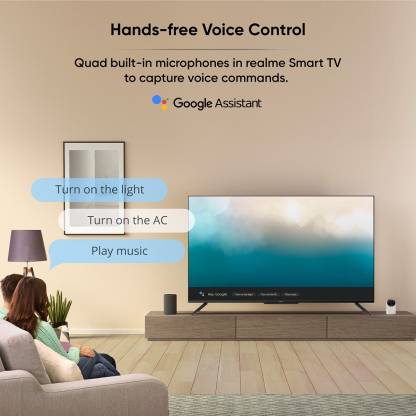 Hands-free Voice Control
Quad built-in microphones in realme Smart TV
to capture voice commands.
Google Assistant
Turn on the light
Turn on the AC
Play music